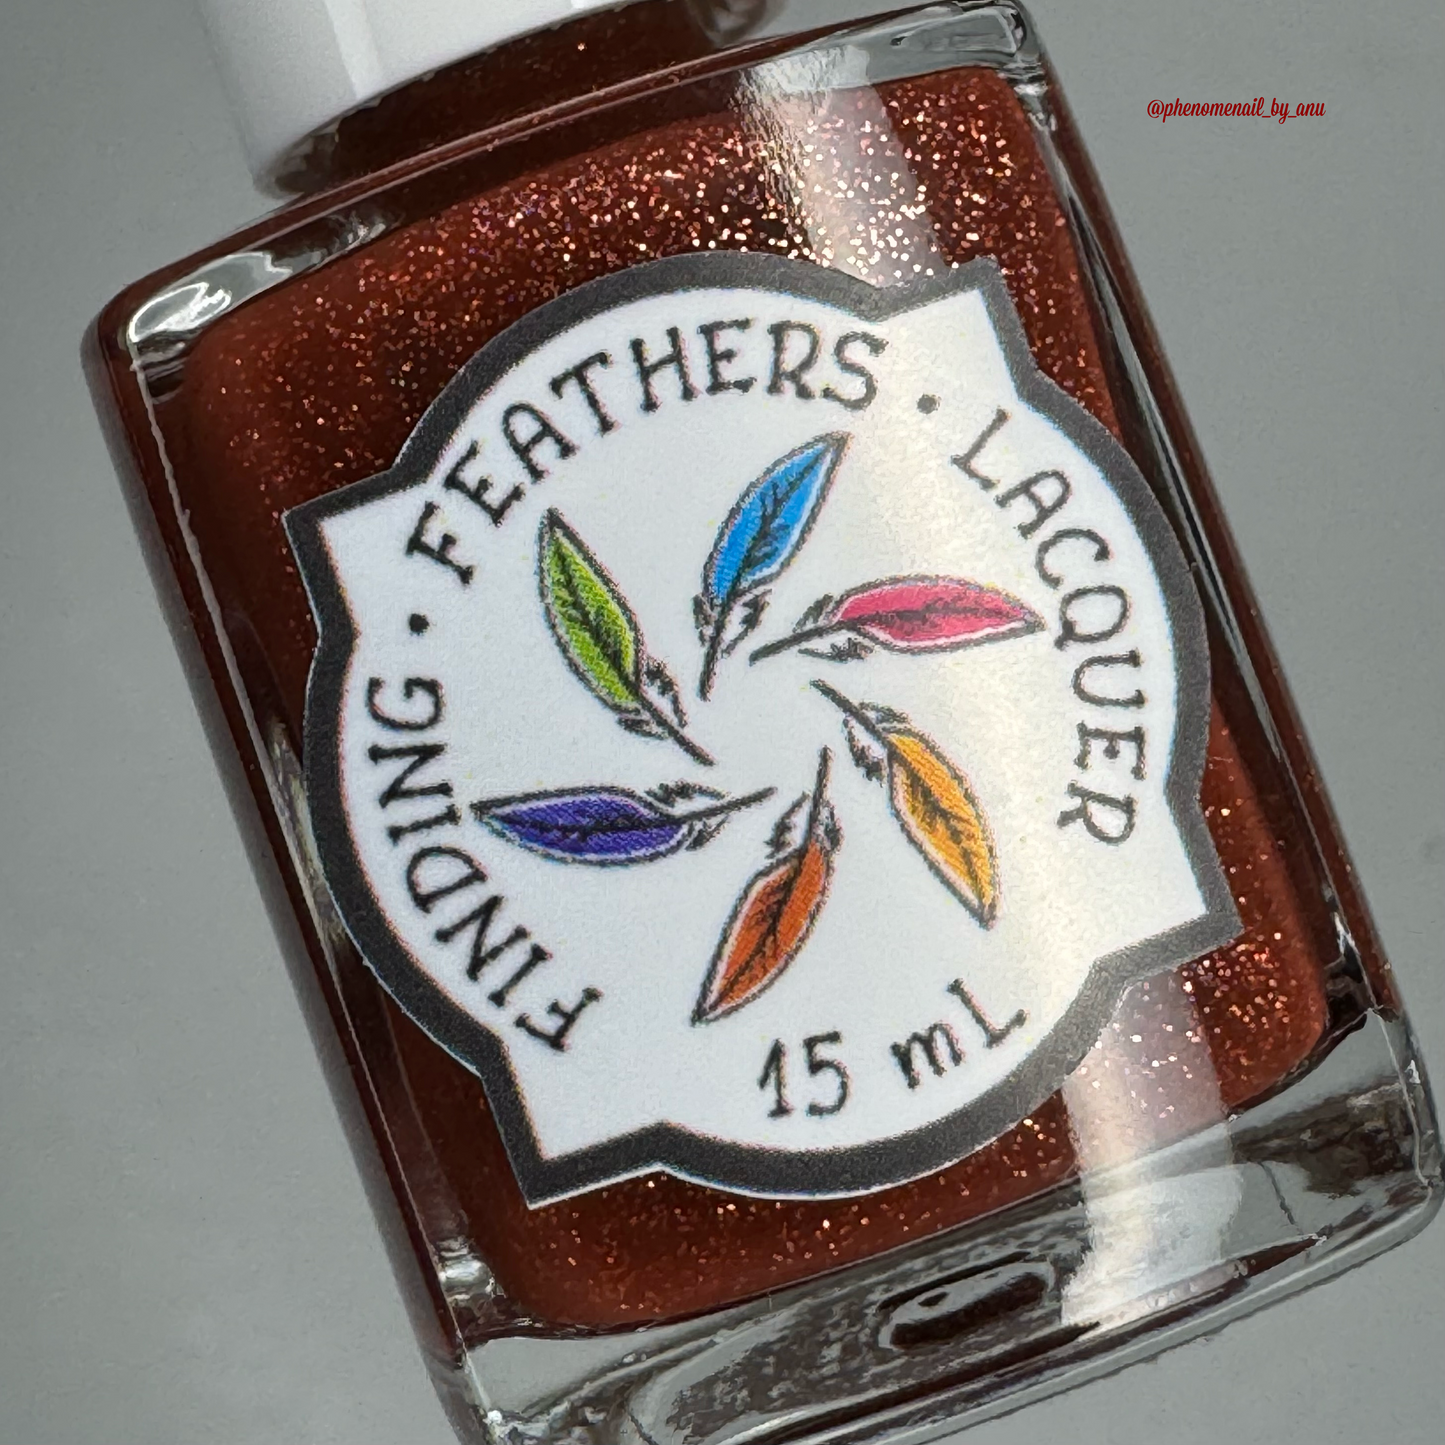 @phenomenail_by_anu
FINDING • FEATHERS • LACQUER
15 mL